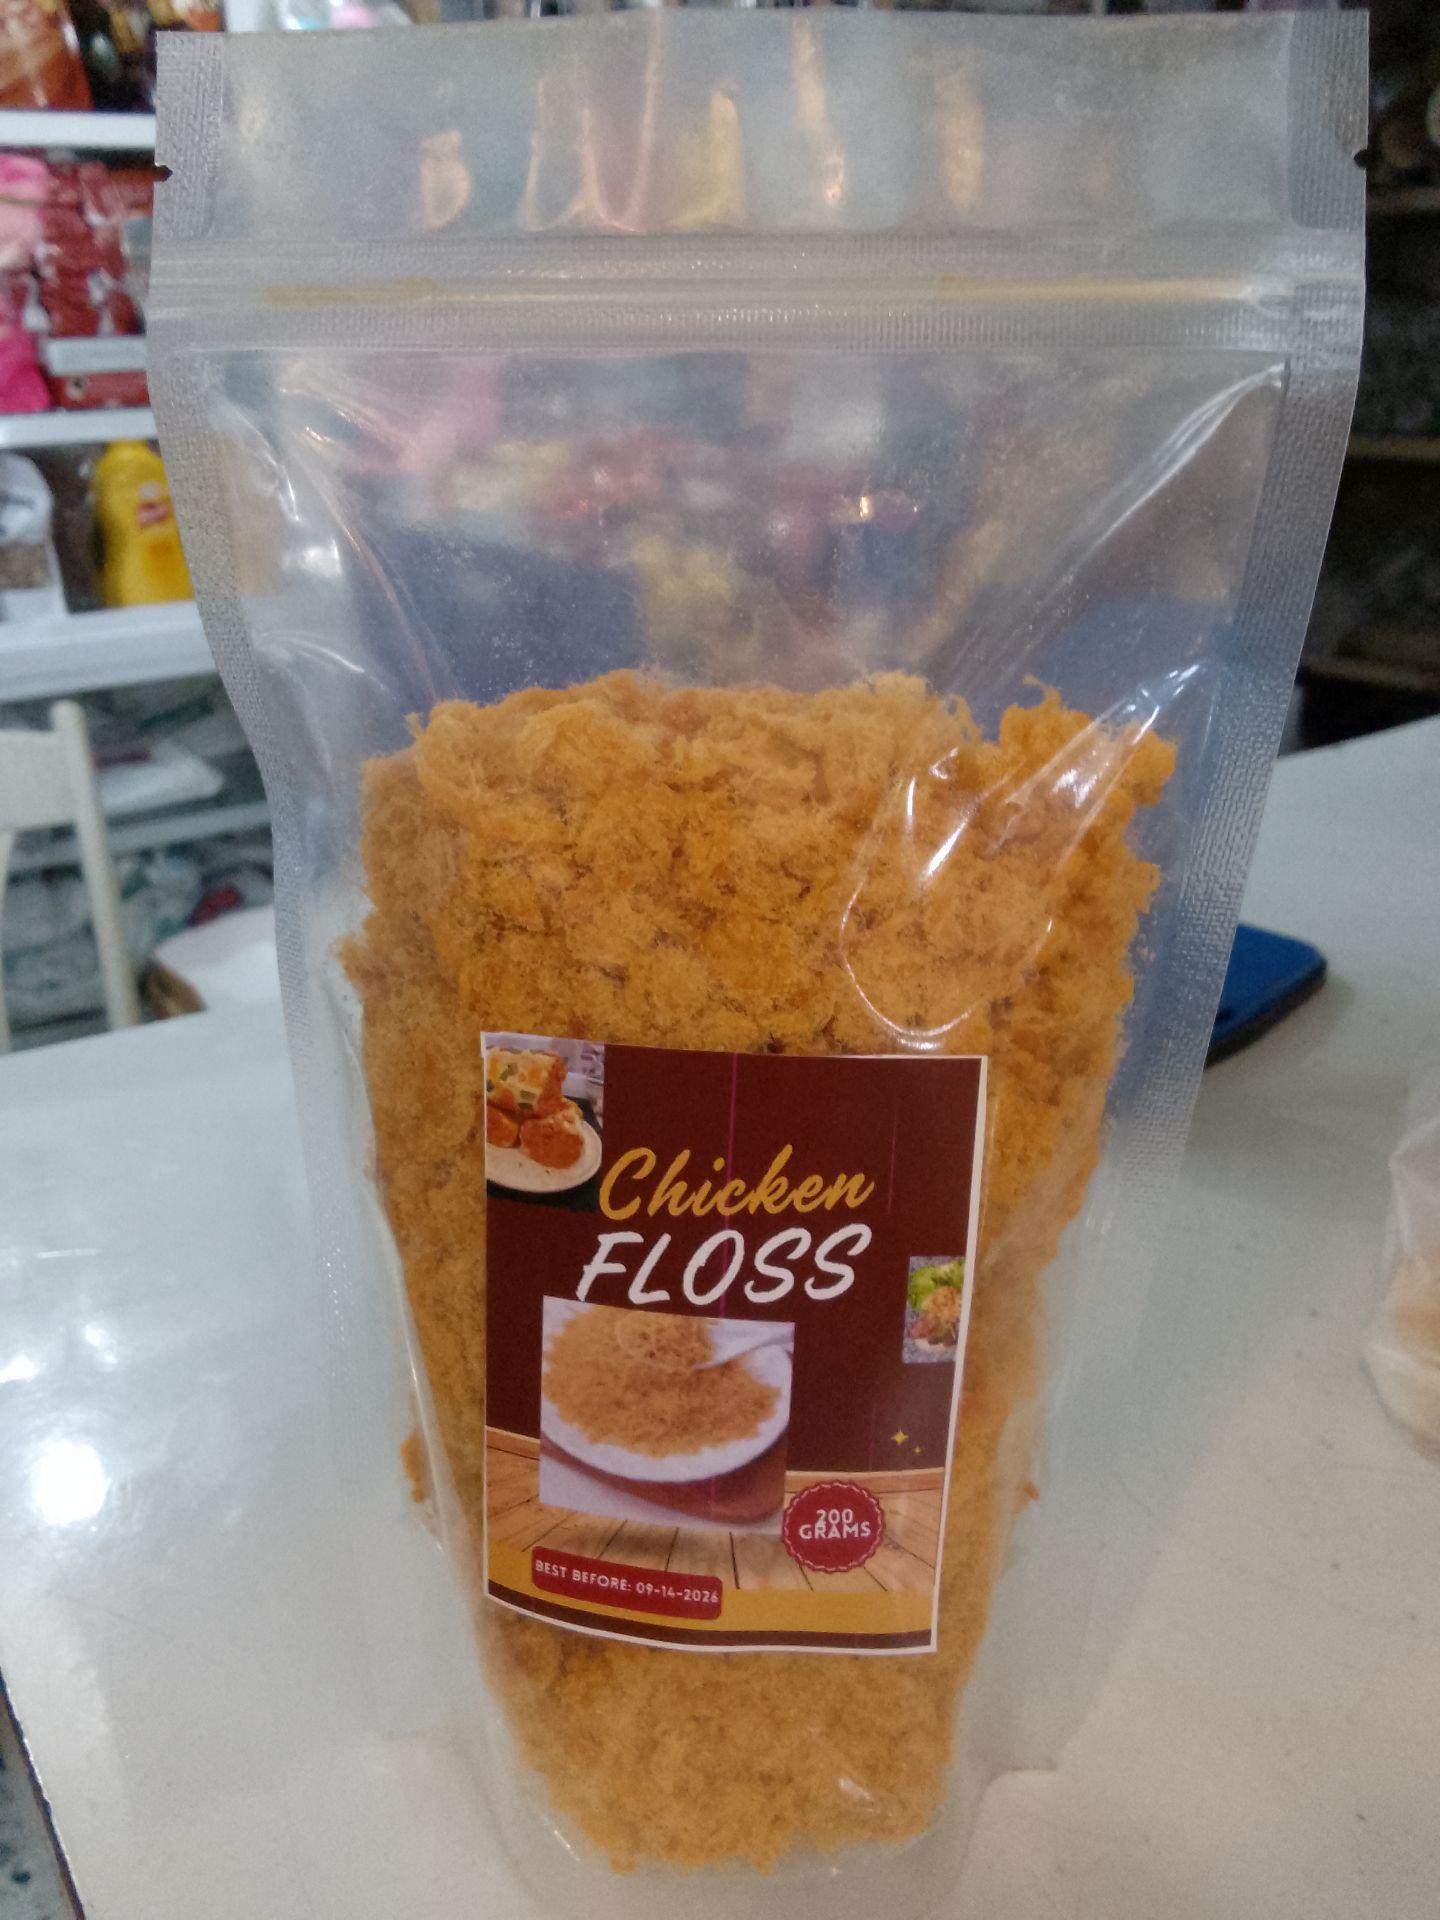 Chicken
FLOSS
200
GRAMS
BEST BEFORE: 09-14-2026